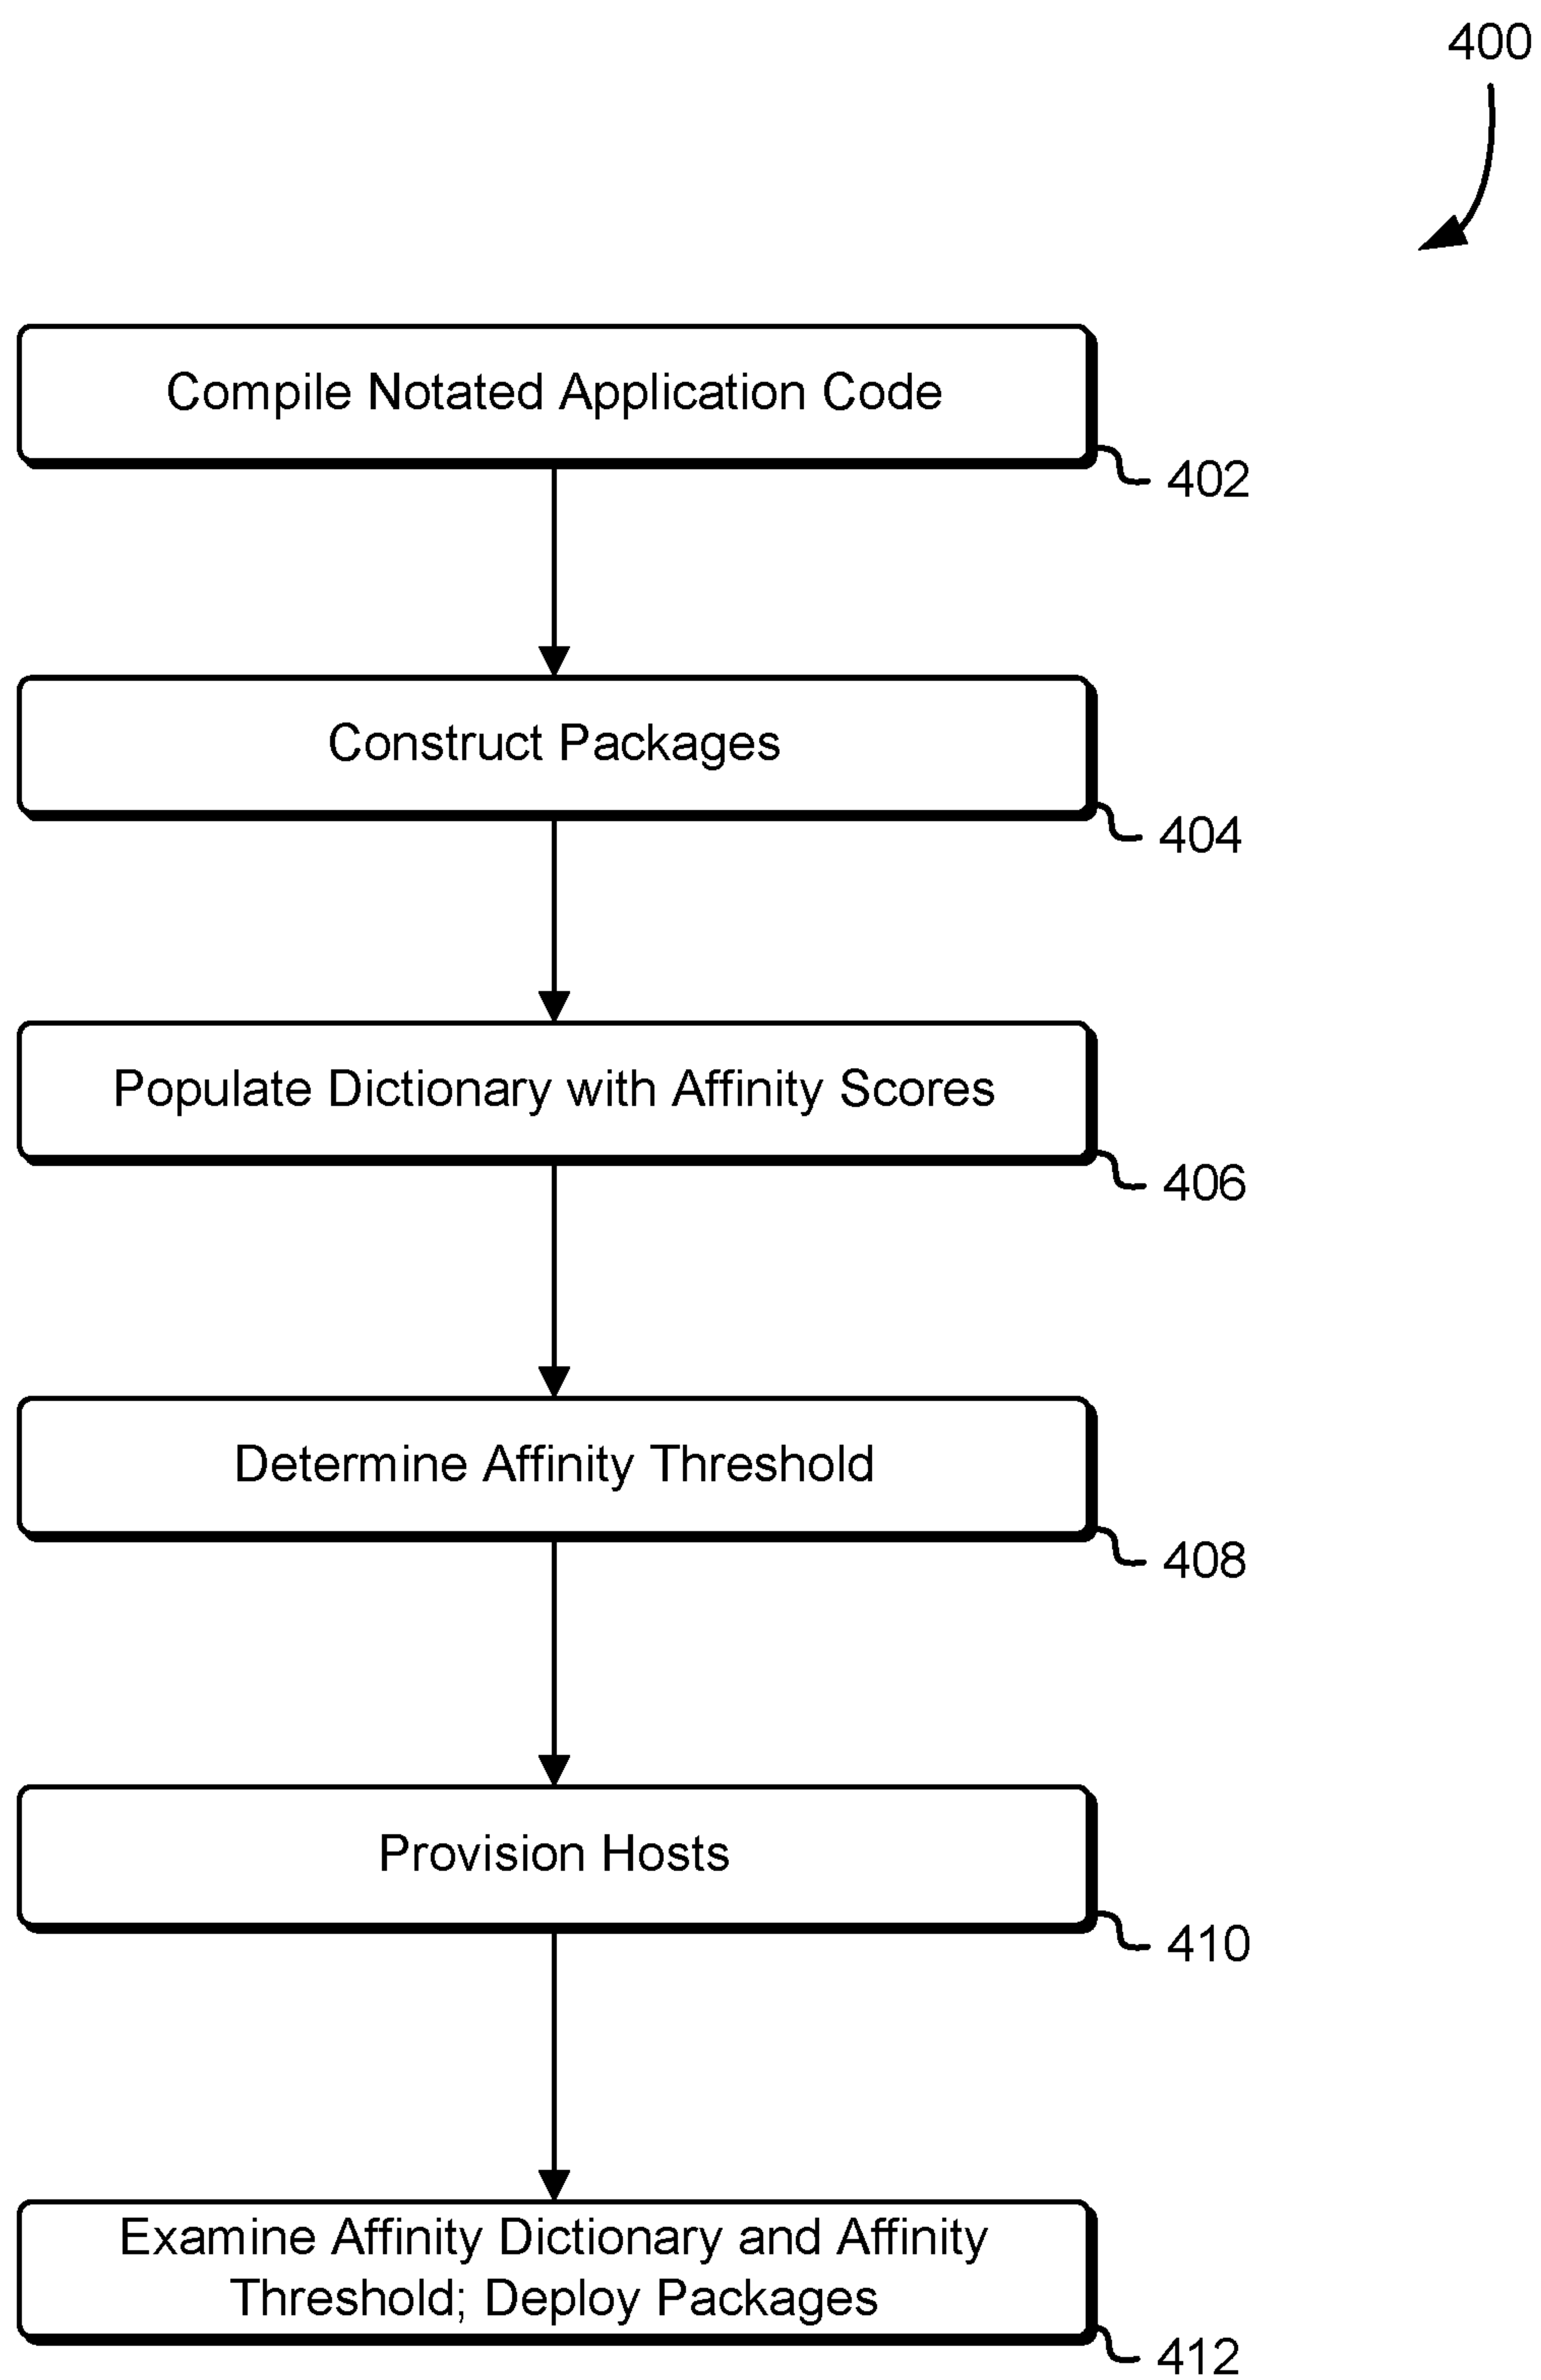 400
Compile Notated Application Code
402
Construct Packages
404
Populate Dictionary with Affinity Scores
406
Determine Affinity Threshold
408
Provision Hosts
410
Examine Affinity Dictionary and Affinity
Threshold; Deploy Packages
412